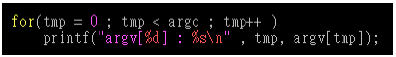 for(tmp = 0 ; tmp < argc ; tmp++ )
    printf("argv[%d] : %s\n" , tmp, argv[tmp]);